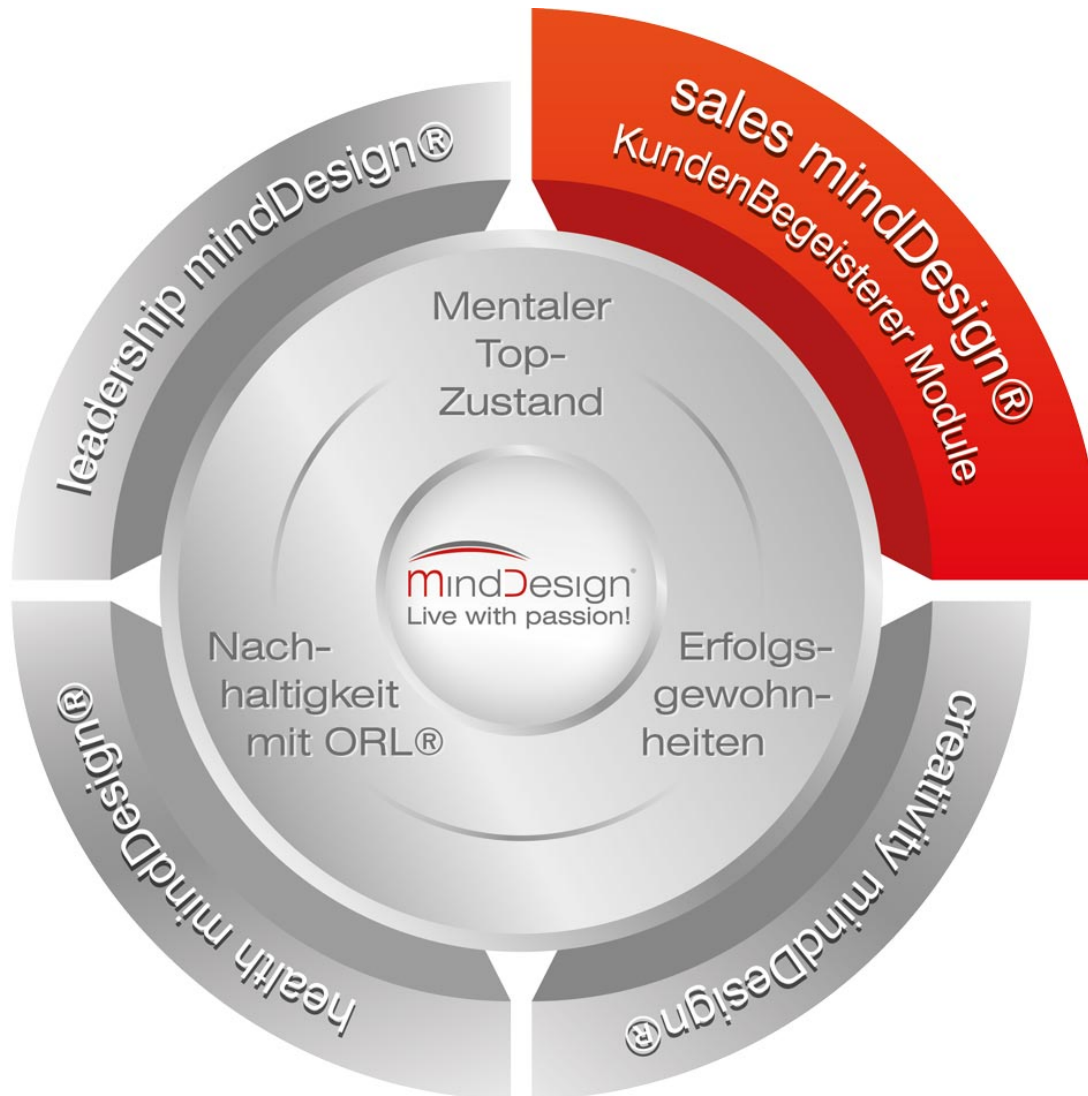 leadership mindDesign®
sales mindDesign®
KundenBegeisterer Module
Mentaler
Top-
Zustand
MindDesign®
Live with passion!
Nach-
haltigkeit
mit ORL®
Erfolgs-
gewohn-
heiten
health mindDesign®
creativity mindDesign®